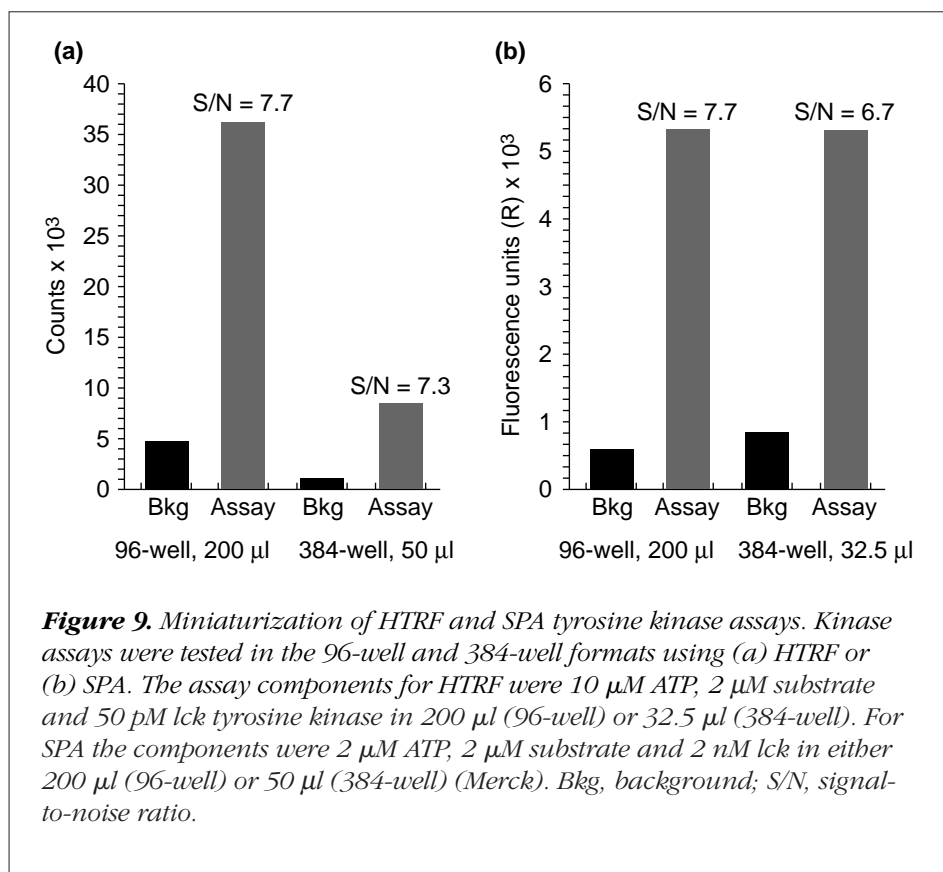 (a)
40
35
30
25
20
15
10
5
0
Counts x 10³
S/N = 7.7
S/N = 7.3
Bkg Assay Bkg Assay
96-well, 200 µl 384-well, 50 µl
(b)
6
5
4
3
2
1
0
Fluorescence units (R) x 10³
S/N = 7.7
S/N = 6.7
Bkg Assay Bkg Assay
96-well, 200 µl 384-well, 32.5 µl
Figure 9. Miniaturization of HTRF and SPA tyrosine kinase assays. Kinase
assays were tested in the 96-well and 384-well formats using (a) HTRF or
(b) SPA. The assay components for HTRF were 10 µM ATP, 2 µM substrate
and 50 pM lck tyrosine kinase in 200 µl (96-well) or 32.5 µl (384-well). For
SPA the components were 2 µM ATP, 2 µM substrate and 2 nM lck in either
200 µl (96-well) or 50 µl (384-well) (Merck). Bkg, background; S/N, signal-
to-noise ratio.